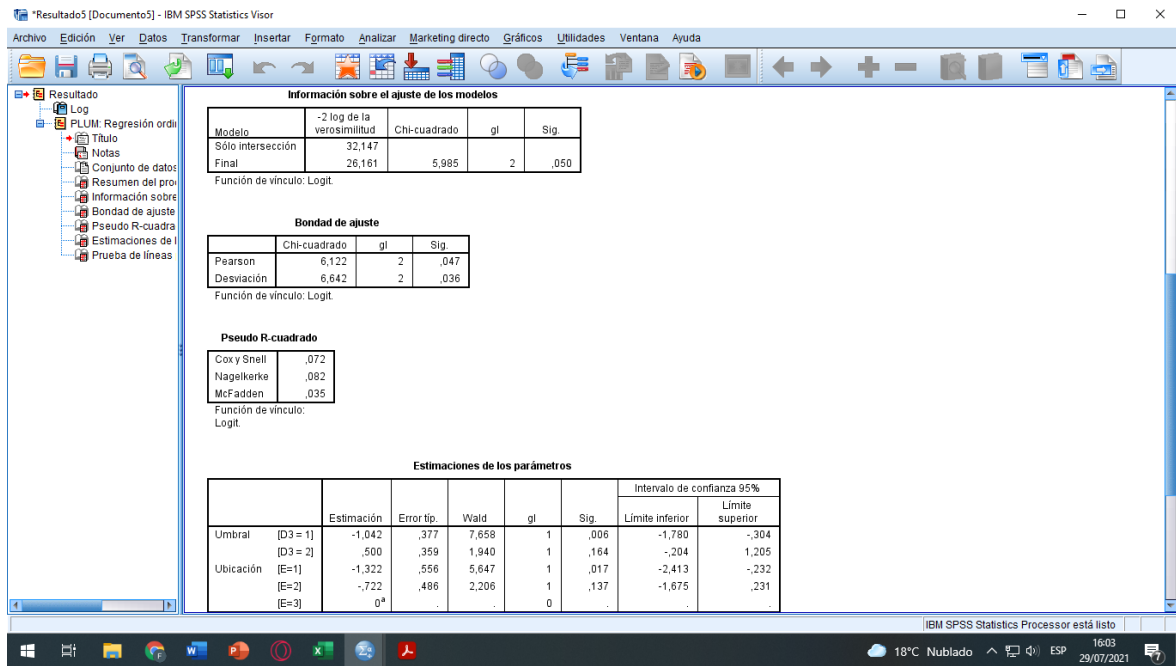 *Resultado5 [Documento5] - IBM SPSS Statistics Visor
Archivo Edición Ver Datos Transformar Insertar Formato Analizar Marketing directo Gráficos Utilidades Ventana Ayuda
Resultado
Log
PLUM: Regresión ordi
Título
Notas
Conjunto de datos
Resumen del pro
Información sobre
Bondad de ajuste
Pseudo R-cuadra
Estimaciones de l
Prueba de líneas
Información sobre el ajuste de los modelos
Modelo -2 log de la verosimilitud Chi-cuadrado gl Sig.
Sólo intersección 32,147
Final 26,161 5,985 2 ,050
Función de vínculo: Logit.
Bondad de ajuste
Chi-cuadrado gl Sig.
Pearson 6,122 2 ,047
Desviación 6,642 2 ,036
Función de vínculo: Logit.
Pseudo R-cuadrado
Cox y Snell ,072
Nagelkerke ,082
McFadden ,035
Función de vínculo:
Logit.
Estimaciones de los parámetros
Intervalo de confianza 95%
Estimación Error típ. Wald gl Sig. Límite inferior Límite superior
Umbral [D3 = 1] -1,042 ,377 7,658 1 ,006 -1,780 -,304
[D3 = 2] ,500 ,359 1,940 1 ,164 -,204 1,205
Ubicación [E=1] -1,322 ,556 5,647 1 ,017 -2,413 -,232
[E=2] -,722 ,486 2,206 1 ,137 -1,675 ,231
[E=3] 0a . . 0 . . .
IBM SPSS Statistics Processor está listo
18°C Nublado ESP 16:03
29/07/2021